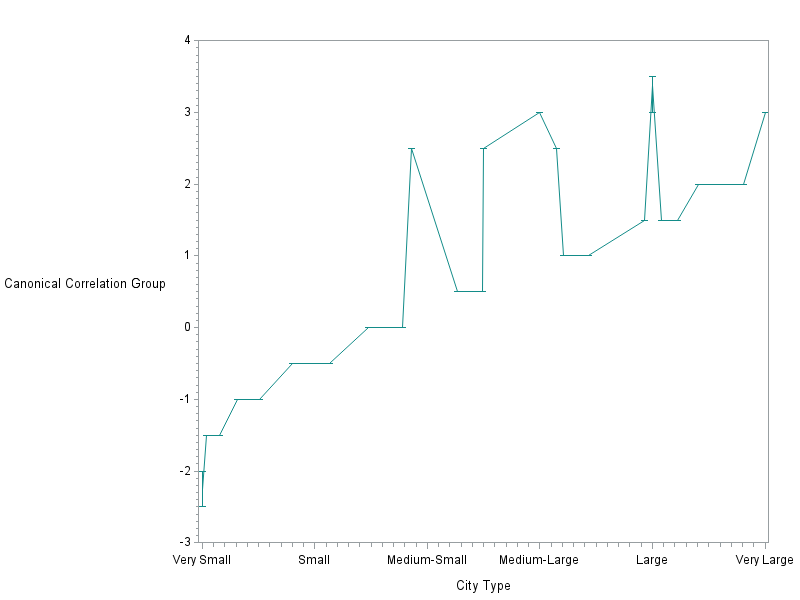 4
3
2
1
0
-1
-2
-3
Canonical Correlation Group
Very Small Small Medium-Small Medium-Large Large Very Large
City Type